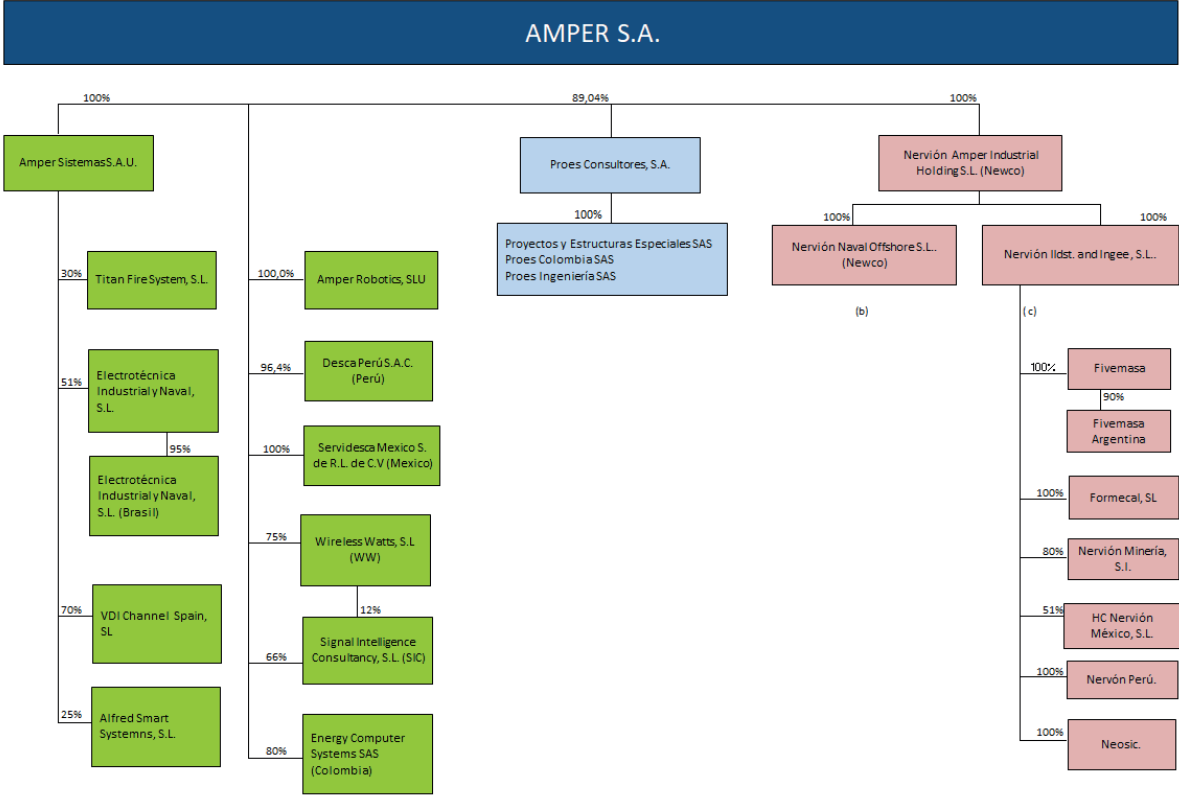 AMPER S.A.
100%
89,04%
100%
Amper Sistemas S.A.U.
Proes Consultores, S.A.
Nervión Amper Industrial
Holding S.L. (Newco)
100%
100%
100%
Proyectos y Estructuras Especiales SAS
Proes Colombia SAS
Proes Ingeniería SAS
Nervión Naval Offshore S.L..
(Newco)
Nervión IIdst. and Ingee, S.L..
(b)
(c)
30%
Titan Fire System, S.L.
100,0%
Amper Robotics, SLU
51%
Electrotécnica
Industrial y Naval,
S.L.
95%
Electrotécnica
Industrial y Naval,
S.L. (Brasil)
70%
VDI Channel Spain,
SL
25%
Alfred Smart
Systemns, S.L.
96,4%
Desca Perú S.A.C.
(Perú)
100%
Servidesca Mexico S.
de R.L. de C.V (Mexico)
75%
Wireless Watts, S.L
(WW)
12%
66%
Signal Intelligence
Consultancy, S.L. (SIC)
80%
Energy Computer
Systems SAS
(Colombia)
100%
Fivemasa
90%
Fivemasa
Argentina
100%
Formecal, SL
80%
Nervión Minería,
S.I.
51%
HC Nervión
México, S.L.
100%
Nervón Perú.
100%
Neosic.